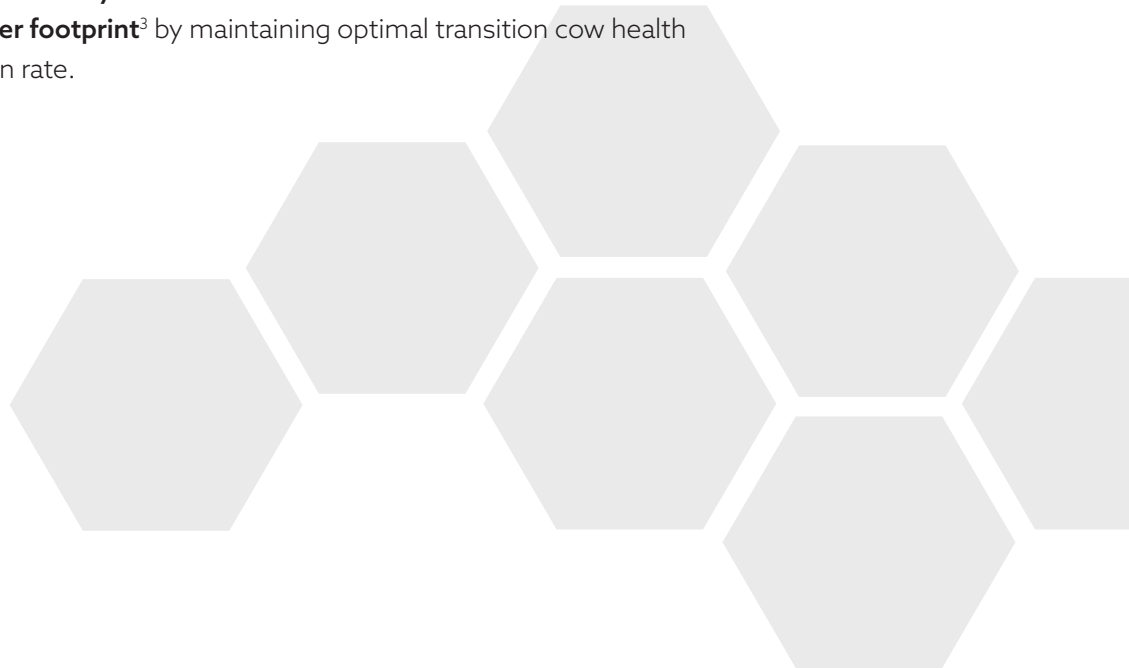 er footprint³ by maintaining optimal transition cow health
n rate.